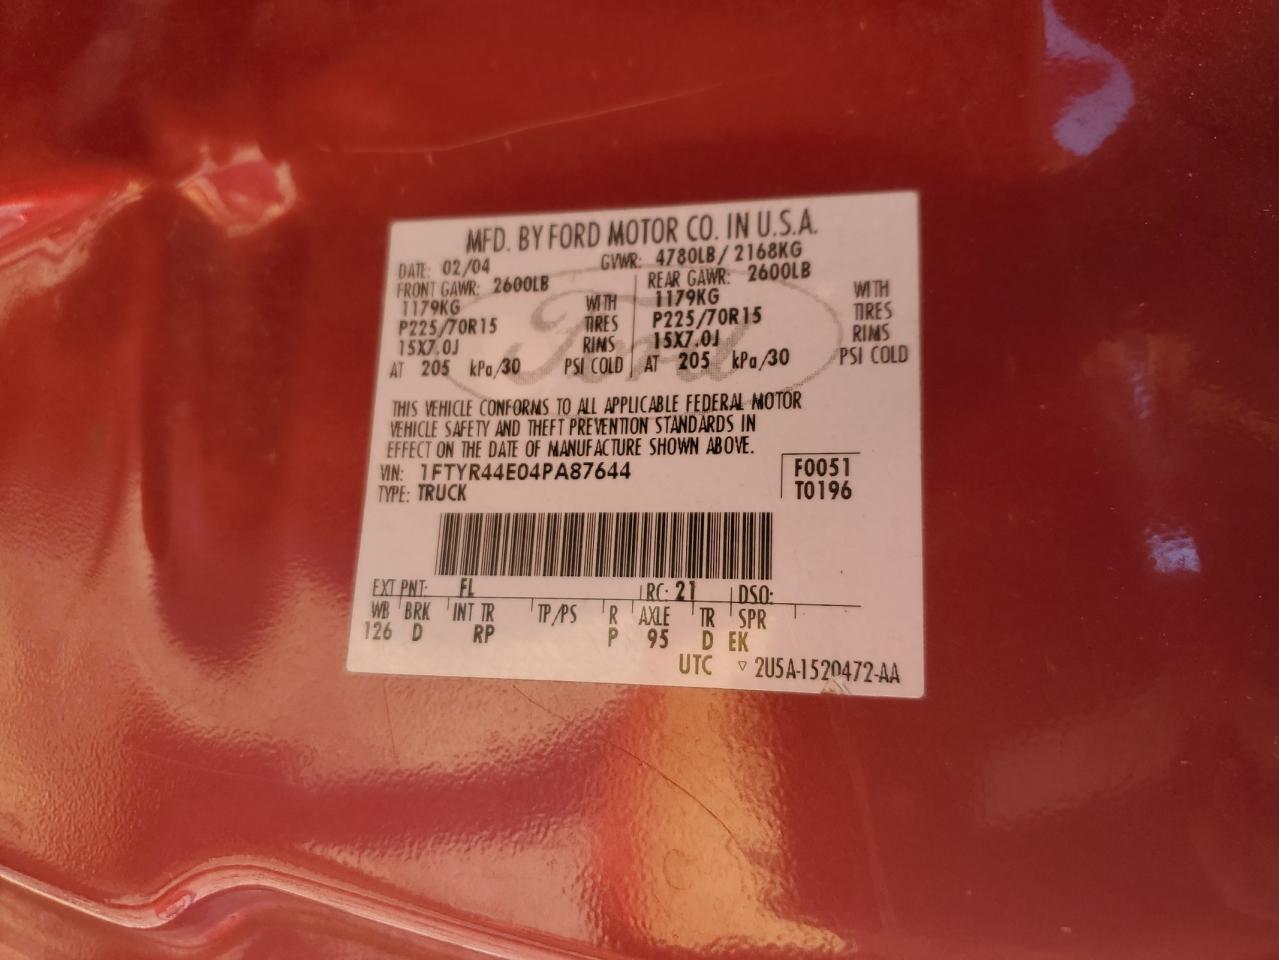 MFD. BY FORD MOTOR CO. IN U.S.A.
DATE: 02/04 GVWR: 4780LB/ 2168KG
FRONT GAWR: 2600LB REAR GAWR: 2600LB
1179KG WITH 1179KG WITH
P225/70R15 TIRES P225/70R15 TIRES
15X7.0J RIMS 15X7.0J RIMS
AT 205 kPa/30 PSI COLD AT 205 kPa/30 PSI COLD
Ford
THIS VEHICLE CONFORMS TO ALL APPLICABLE FEDERAL MOTOR
VEHICLE SAFETY AND THEFT PREVENTION STANDARDS IN
EFFECT ON THE DATE OF MANUFACTURE SHOWN ABOVE.
VIN: 1FTYR44E04PA87644 F0051
TYPE: TRUCK T0196
EXT PNT: FL RC: 21 DSO:
WB BRK INT TR TP/PS R AXLE TR SPR
126 D RP P 95 D EK
UTC ▽ 2U5A-1520472-AA